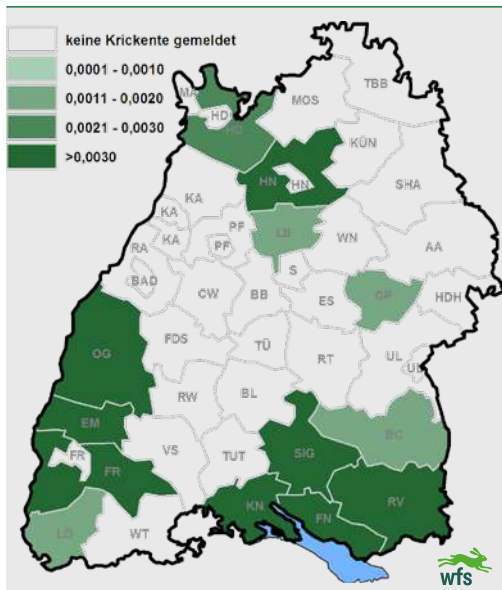 keine Krickente gemeldet
0,0001 - 0,0010
0,0011 - 0,0020
0,0021 - 0,0030
>0,0030
MA
HD
HD
MOS
TBB
KÜN
HN
HN
SHA
KA
KA
KA
PF
PF
LB
WN
AA
RA
BAD
S
CW
BB
ES
GP
HDH
OG
FDS
TÜ
RT
UL
UL
EM
RW
BL
BC
FR
FR
VS
TUT
SIG
RV
KN
FN
LÖ
WT
wfs